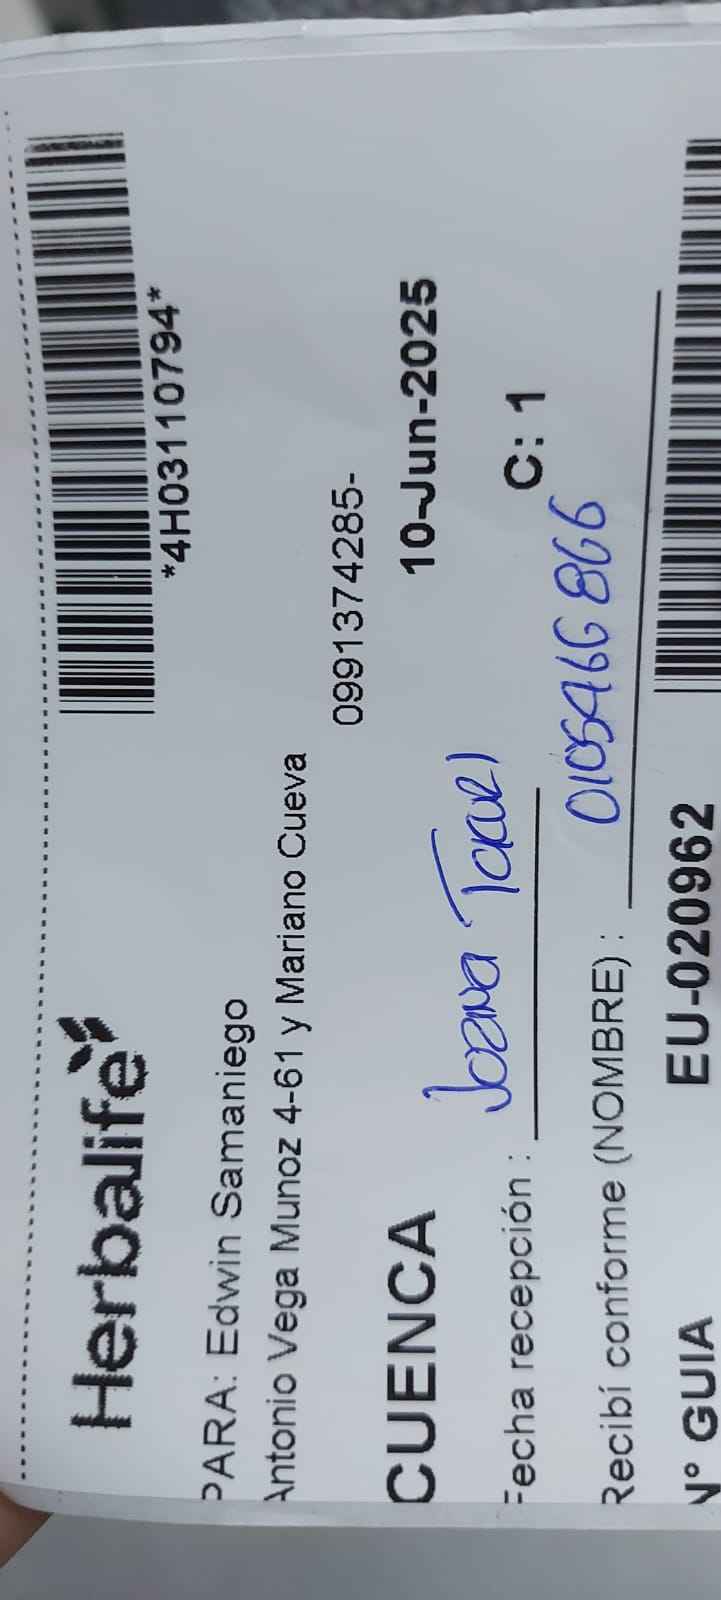 Herbalife
*4H03110794*
PARA: Edwin Samaniego
Antonio Vega Munoz 4-61 y Mariano Cueva
0991374285-
CUENCA 10-Jun-2025
Fecha recepción : C: 1
Recibí conforme (NOMBRE) : 0105466866
N° GUIA EU-020962